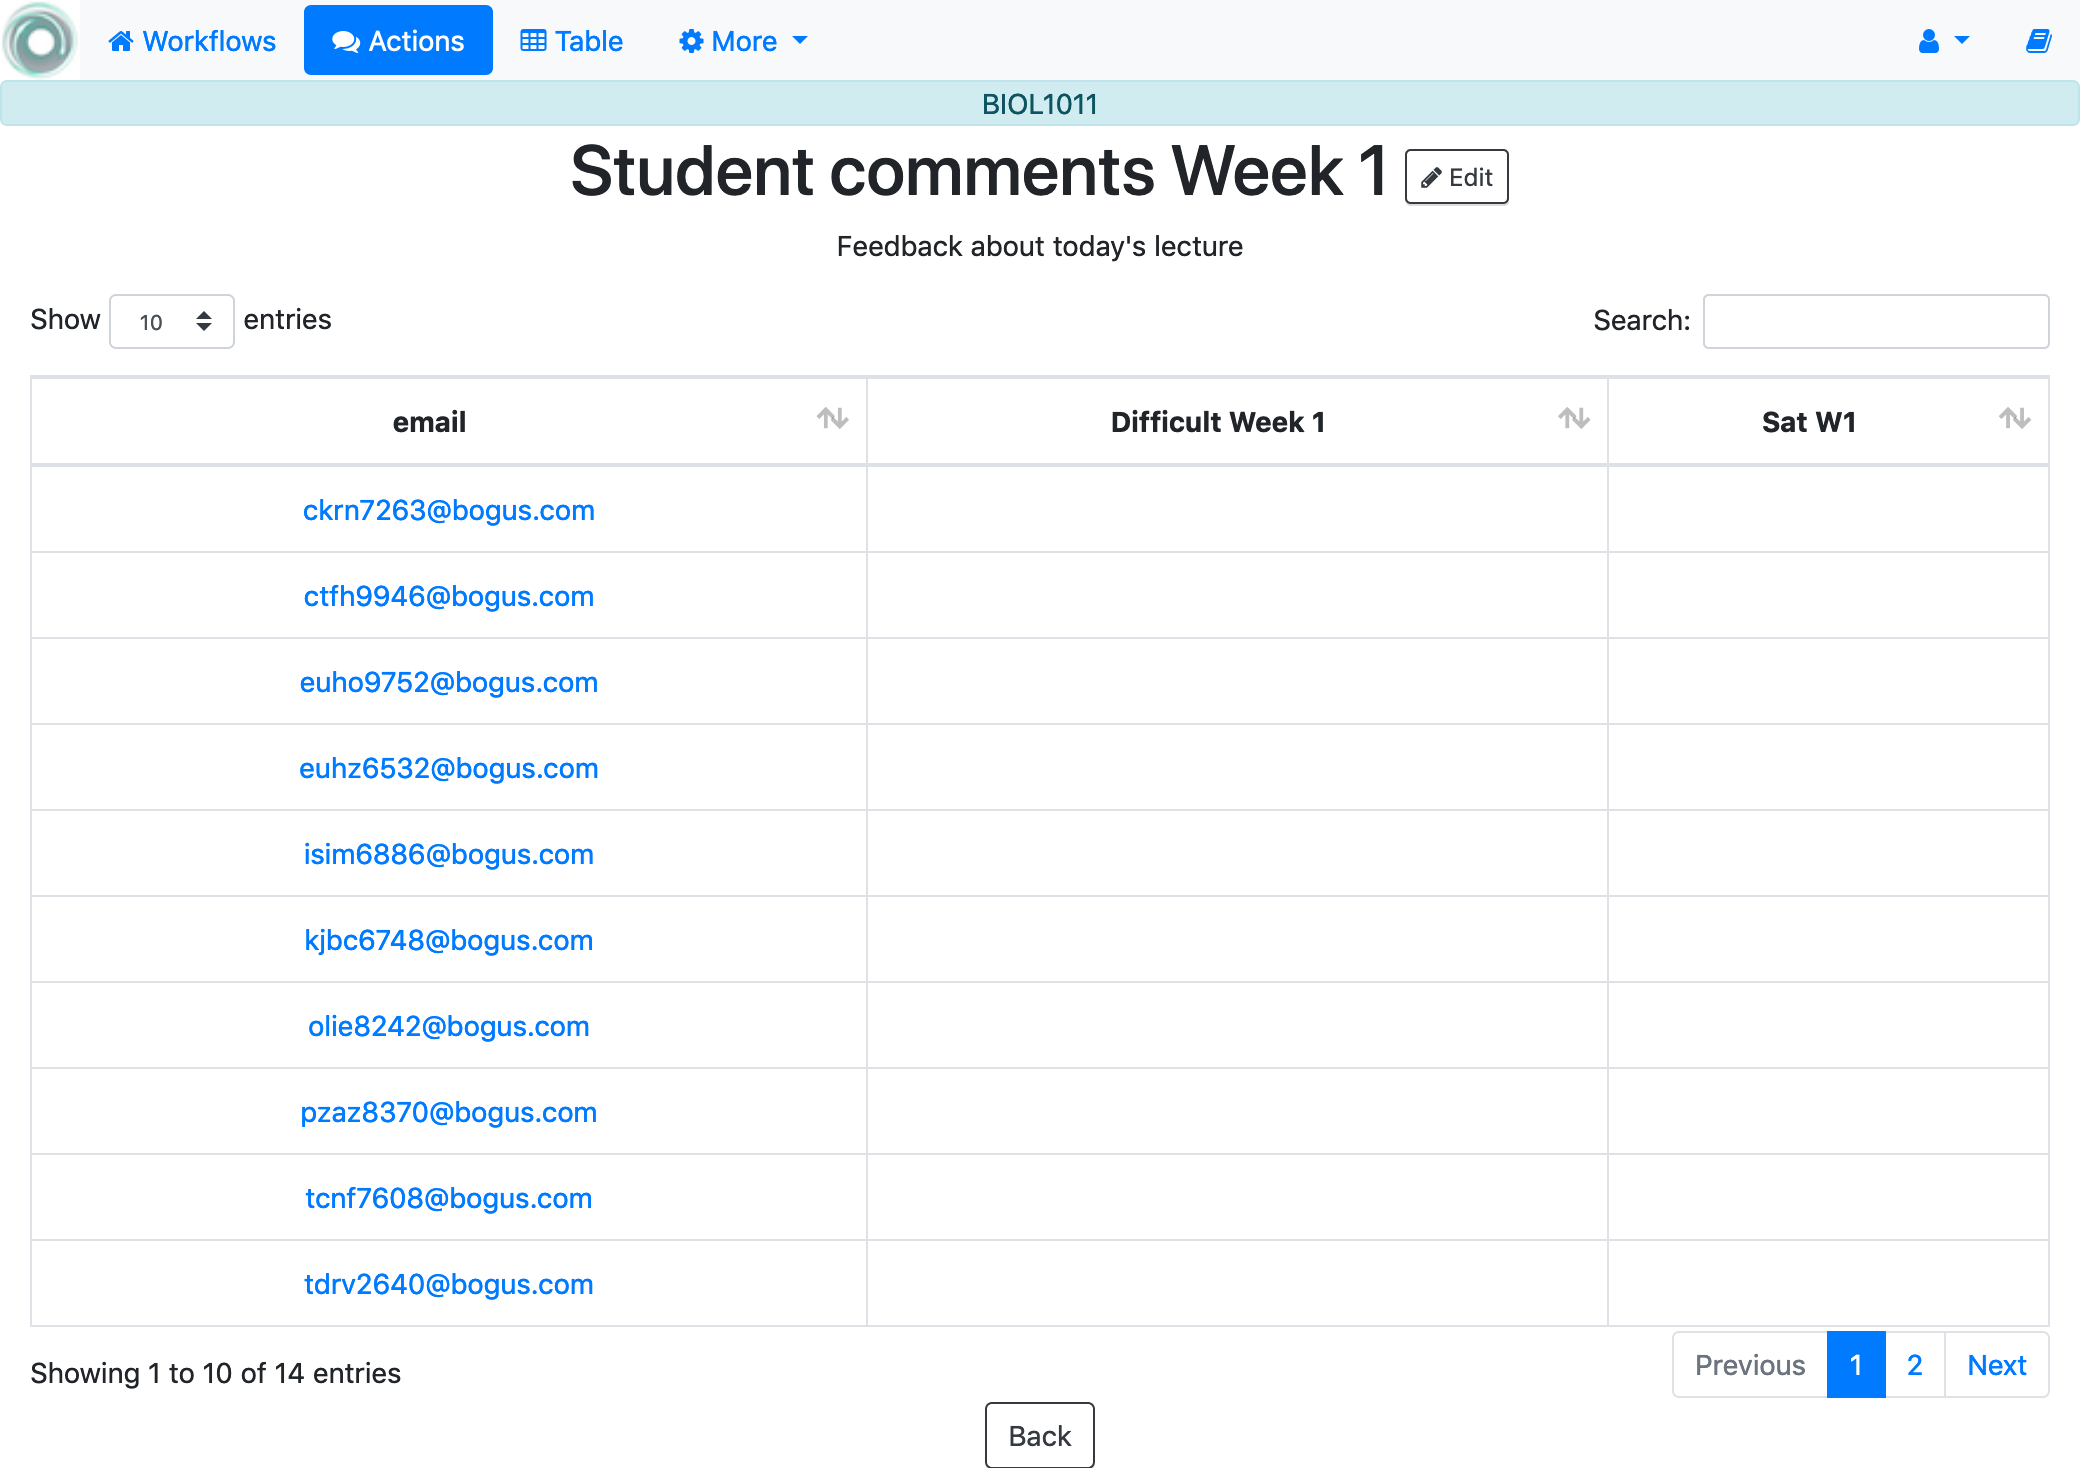 Workflows Actions Table More
BIOL1011
Student comments Week 1 Edit
Feedback about today's lecture
Show 10 entries Search:
email Difficult Week 1 Sat W1
ckrn7263@bogus.com
ctfh9946@bogus.com
euho9752@bogus.com
euhz6532@bogus.com
isim6886@bogus.com
kjbc6748@bogus.com
olie8242@bogus.com
pzaz8370@bogus.com
tcnf7608@bogus.com
tdrv2640@bogus.com
Showing 1 to 10 of 14 entries Previous 1 2 Next
Back